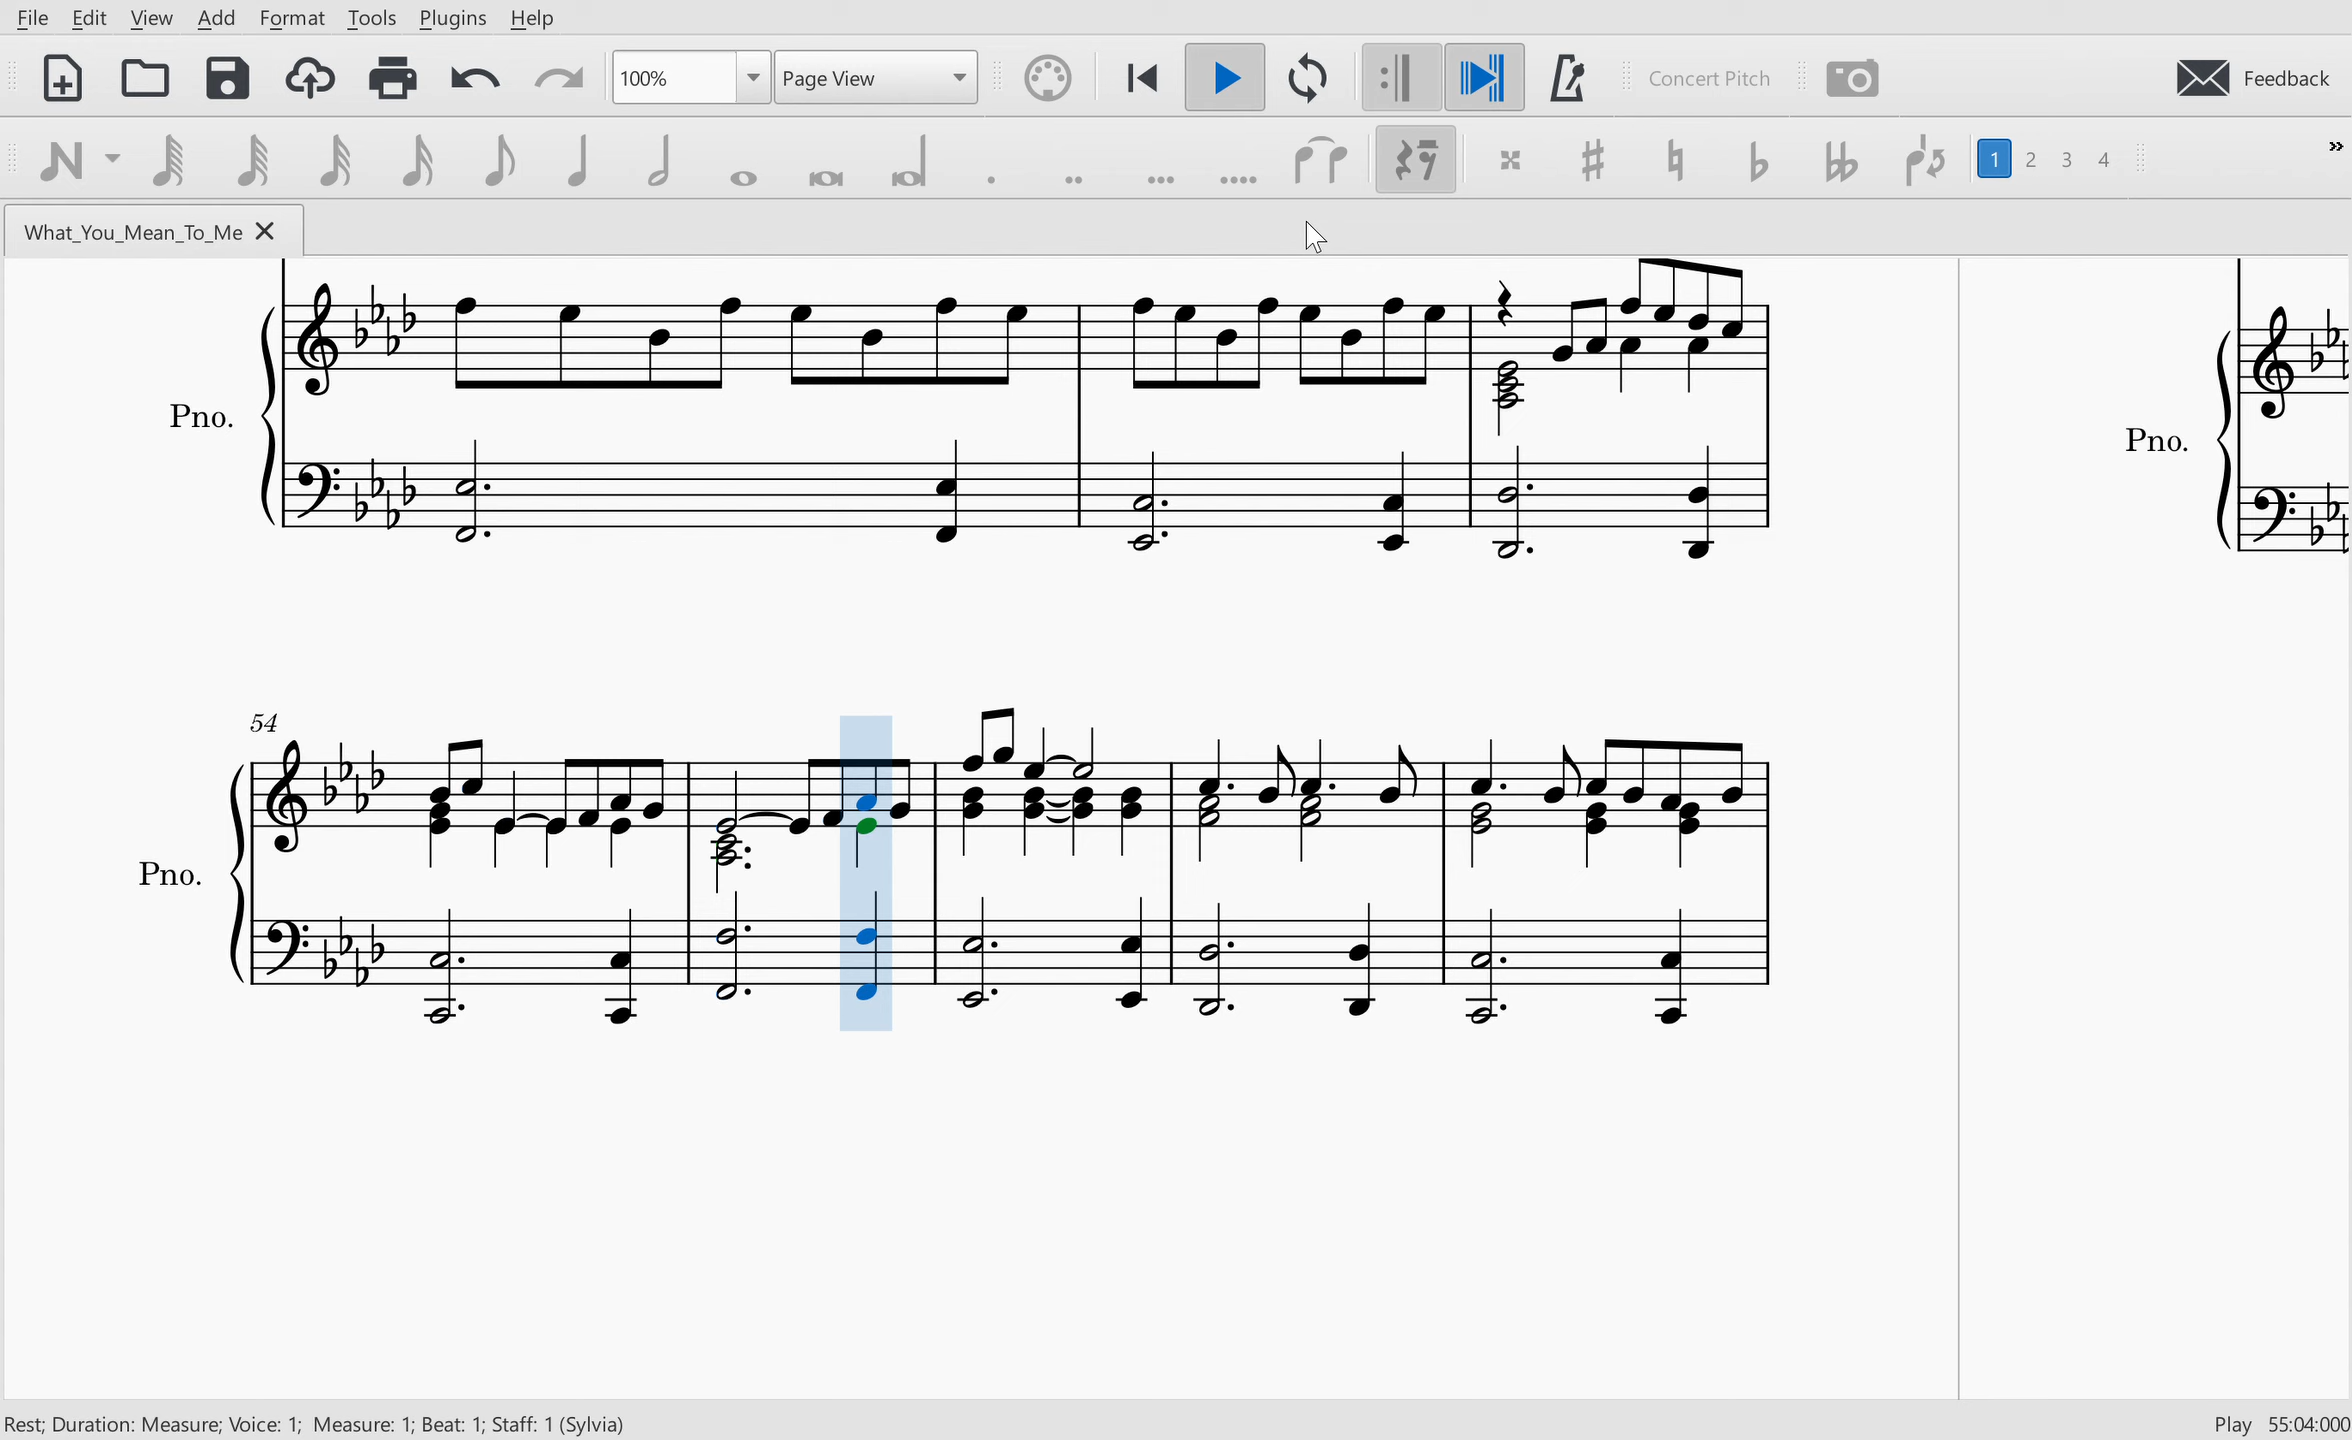 File Edit View Add Format Tools Plugins Help
100% Page View Concert Pitch Feedback
1 2 3 4 »
What_You_Mean_To_Me
Pno.
Pno.
54
Pno.
Rest; Duration: Measure; Voice: 1; Measure: 1; Beat: 1; Staff: 1 (Sylvia) Play 55:04:000